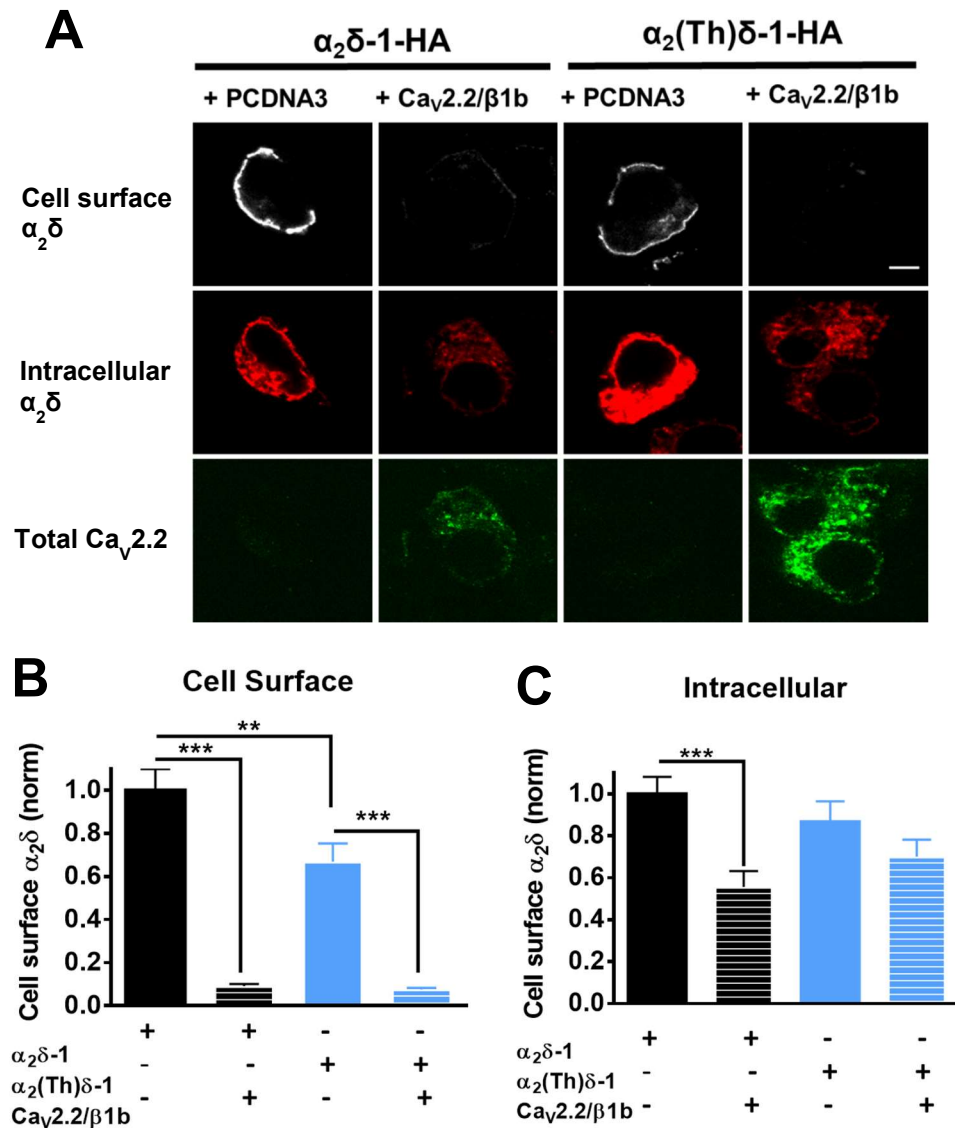 A
α2δ-1-HA α2(Th)δ-1-HA
+ PCDNA3 + CaV2.2/β1b + PCDNA3 + CaV2.2/β1b
Cell surface
α2δ
Intracellular
α2δ
Total CaV2.2
B
Cell Surface
Cell surface α2δ (norm)
**
***
***
1.0
0.8
0.6
0.4
0.2
0.0
+ + - -
α2δ-1
- - + +
α2(Th)δ-1
- + - +
CaV2.2/β1b
C
Intracellular
Cell surface α2δ (norm)
***
1.0
0.8
0.6
0.4
0.2
0.0
+ + - -
α2δ-1
- - + +
α2(Th)δ-1
- + - +
CaV2.2/β1b